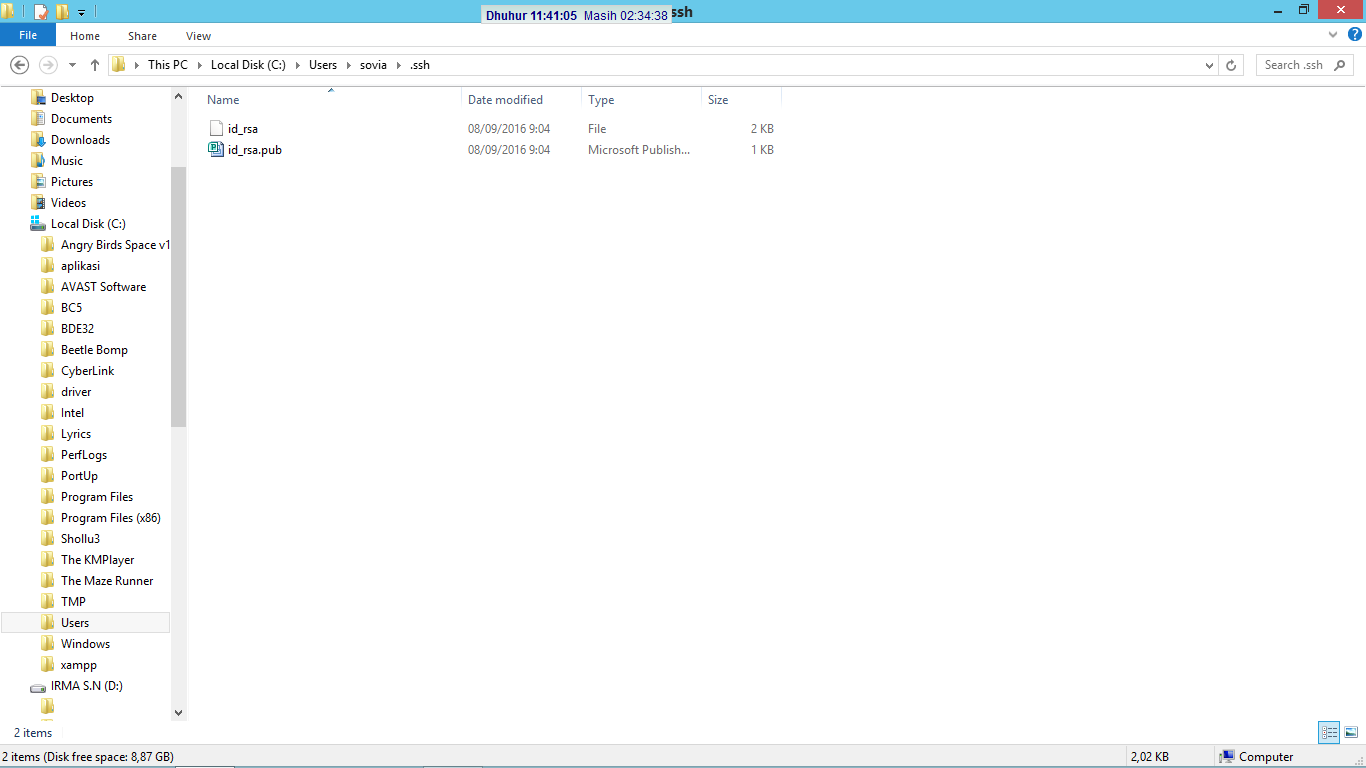 Dhuhur 11:41:05 Masih 02:34:38 ssh
File Home Share View
This PC Local Disk (C:) Users sovia .ssh
Search .ssh
Name Date modified Type Size
id_rsa 08/09/2016 9:04 File 2 KB
id_rsa.pub 08/09/2016 9:04 Microsoft Publish... 1 KB
Desktop
Documents
Downloads
Music
Pictures
Videos
Local Disk (C:)
Angry Birds Space v1
aplikasi
AVAST Software
BC5
BDE32
Beetle Bomp
CyberLink
driver
Intel
Lyrics
PerfLogs
PortUp
Program Files
Program Files (x86)
Shollu3
The KMPlayer
The Maze Runner
TMP
Users
Windows
xampp
IRMA S.N (D:)
2 items
2 items (Disk free space: 8,87 GB) 2,02 KB Computer